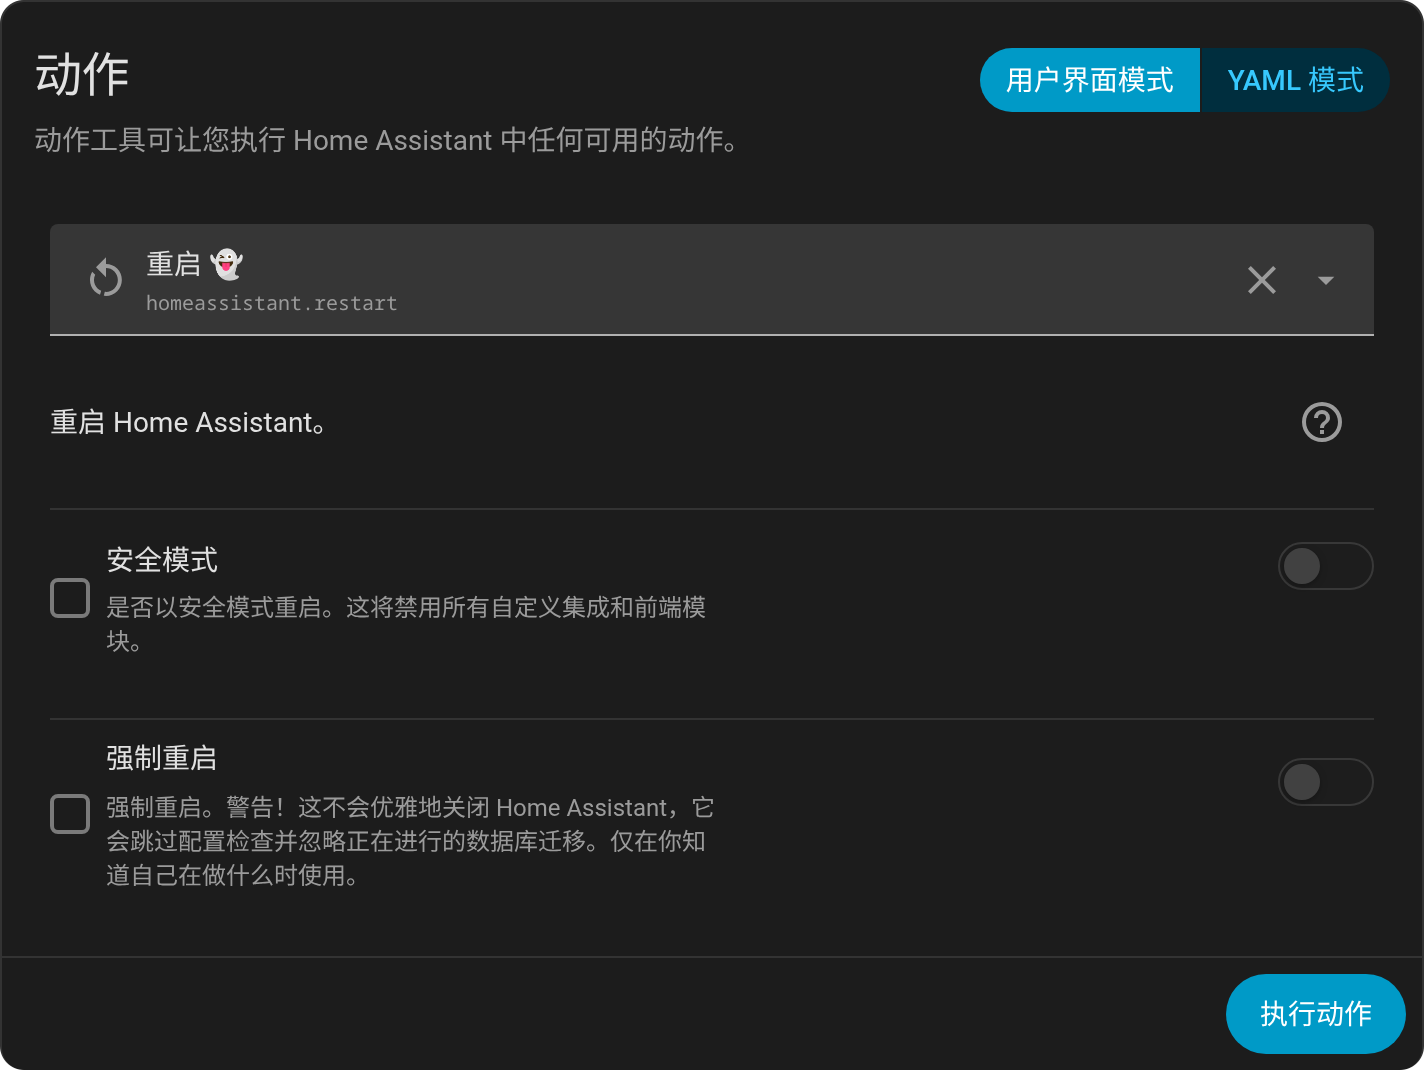 动作
用户界面模式
YAML 模式
动作工具可让您执行 Home Assistant 中任何可用的动作。
重启 👻
homeassistant.restart
重启 Home Assistant。
安全模式
是否以安全模式重启。这将禁用所有自定义集成和前端模
块。
强制重启
强制重启。警告！这不会优雅地关闭 Home Assistant，它
会跳过配置检查并忽略正在进行的数据库迁移。仅在你知
道自己在做什么时使用。
执行动作